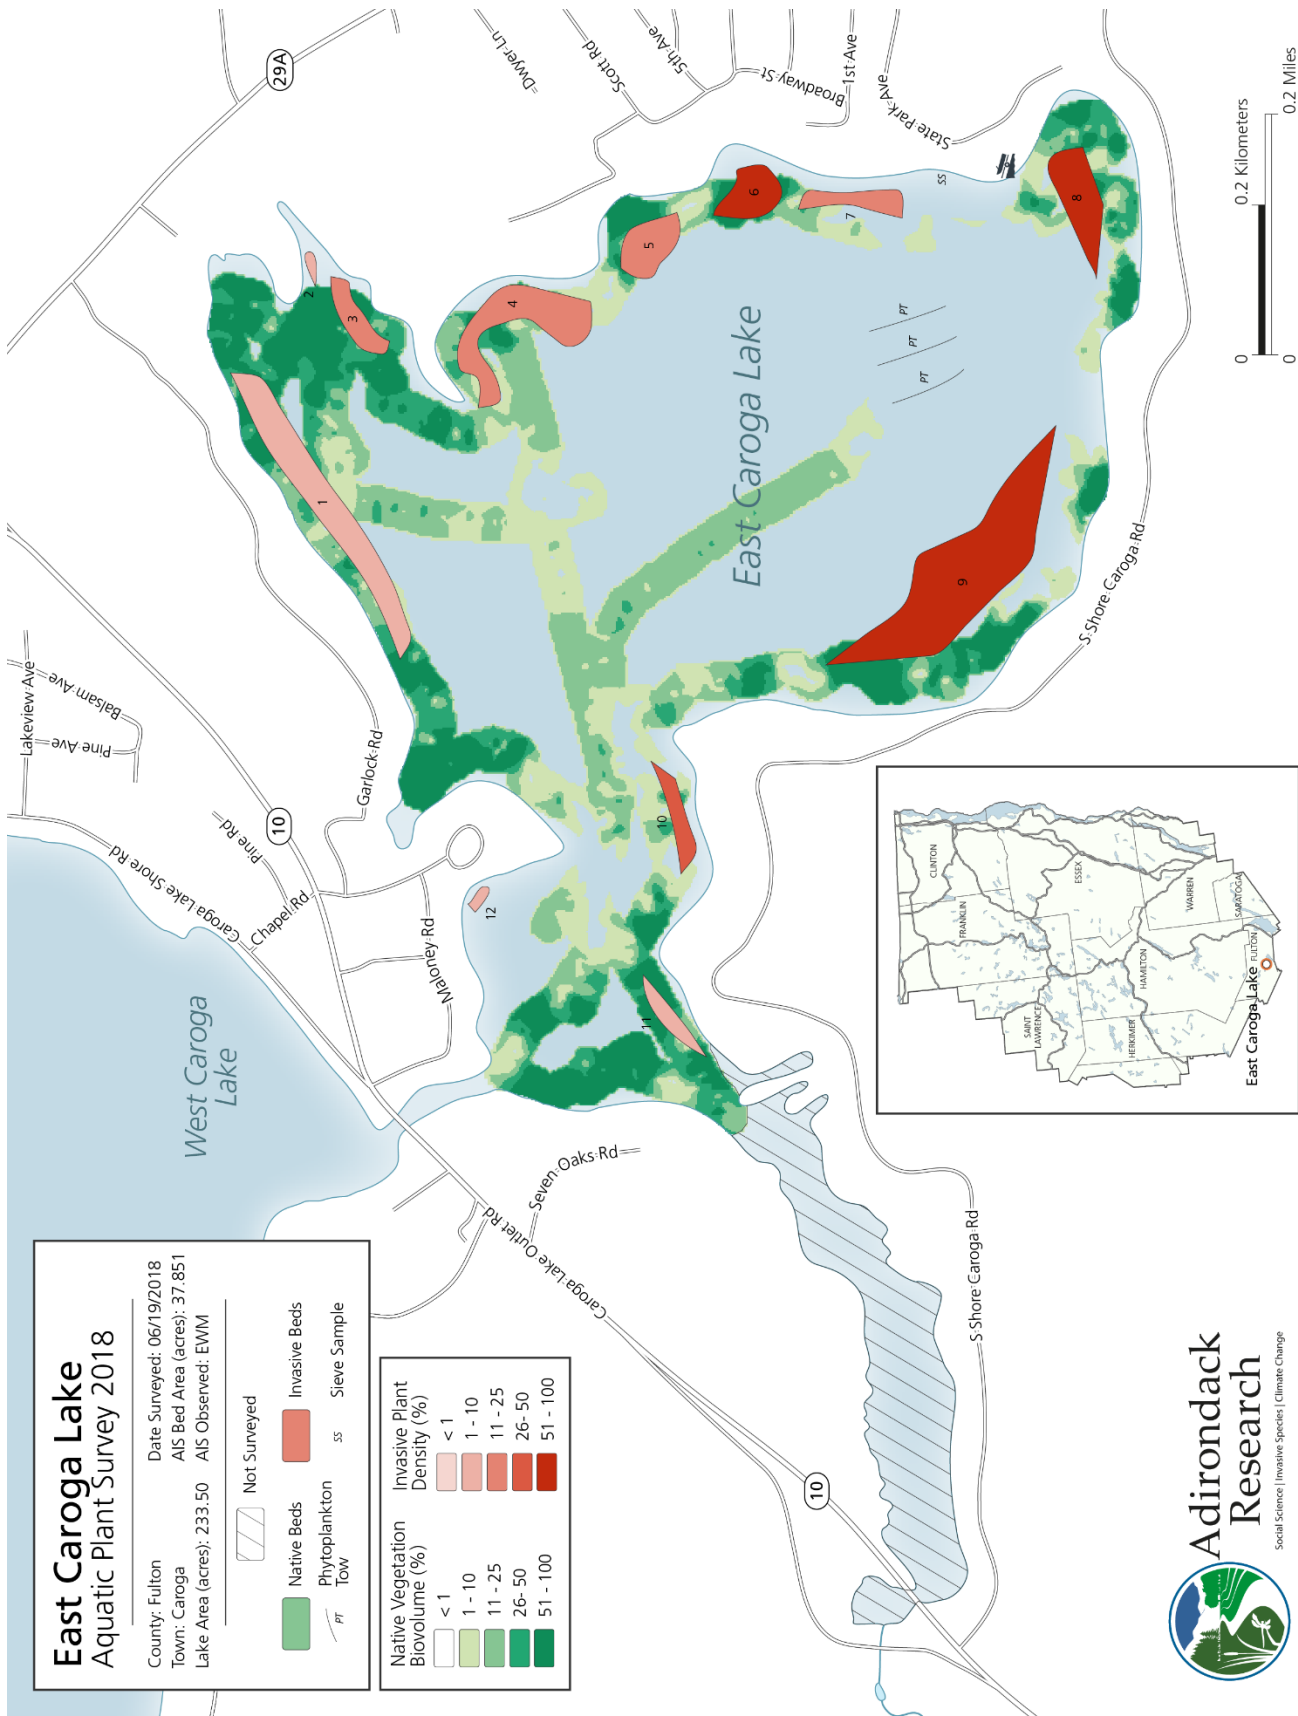 East Caroga Lake
Aquatic Plant Survey 2018
County: Fulton
Date Surveyed: 06/19/2018
Town: Caroga
AIS Bed Area (acres): 37.851
Lake Area (acres): 233.50
AIS Observed: EWM
Not Surveyed
Native Beds
Invasive Beds
PT
Phytoplankton
Tow
SS
Sieve Sample
Native Vegetation
Biovolume (%)
< 1
1 - 10
11 - 25
26- 50
51 - 100
Invasive Plant
Density (%)
< 1
1 - 10
11 - 25
26- 50
51 - 100
West Caroga
Lake
East Caroga Lake
Lakeview Ave
Balsam Ave
Pine Ave
Caroga Lake Shore Rd
Pine Rd
Chapel Rd
10
Garlock Rd
Maloney Rd
29A
Dwyer Ln
Scott Rd
5th Ave
Broadway St
1st Ave
State Park Ave
Seven Oaks Rd
Caroga Lake Outlet Rd
10
S Shore Caroga Rd
S Shore Caroga Rd
1
2
3
4
5
6
7
8
9
10
11
12
SS
PT
PT
PT
0
0.2 Kilometers
0
0.2 Miles
CLINTON
FRANKLIN
ESSEX
SAINT
LAWRENCE
HAMILTON
WARREN
HERKIMER
SARATOGA
FULTON
East Caroga Lake
Adirondack
Research
Social Science | Invasive Species | Climate Change